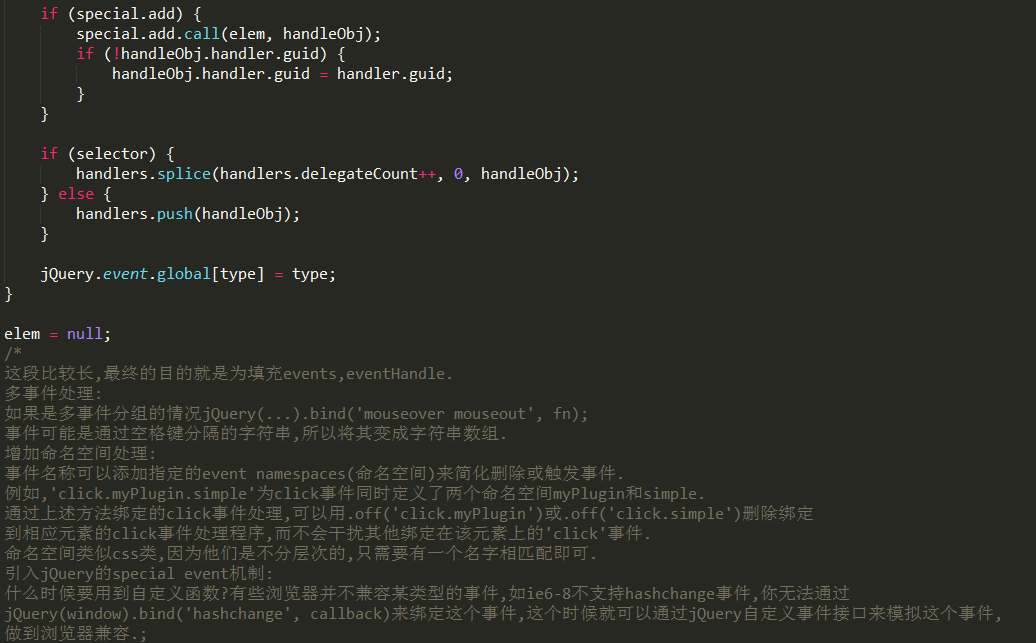 if (special.add) {
special.add.call(elem, handleObj);
if (!handleObj.handler.guid) {
handleObj.handler.guid = handler.guid;
}
}
if (selector) {
handlers.splice(handlers.delegateCount++, 0, handleObj);
} else {
handlers.push(handleObj);
}
jQuery.event.global[type] = type;
}
elem = null;
/*
这段比较长,最终的目的就是为填充events,eventHandle.
多事件处理:
如果是多事件分组的情况jQuery(...).bind('mouseover mouseout', fn);
事件可能是通过空格键分隔的字符串,所以将其变成字符串数组.
增加命名空间处理:
事件名称可以添加指定的event namespaces(命名空间)来简化删除或触发事件.
例如,'click.myPlugin.simple'为click事件同时定义了两个命名空间myPlugin和simple.
通过上述方法绑定的click事件处理,可以用.off('click.myPlugin')或.off('click.simple')删除绑定
到相应元素的click事件处理程序,而不会干扰其他绑定在该元素上的'click'事件.
命名空间类似css类,因为他们是不分层次的,只需要有一个名字相匹配即可.
引入jQuery的special event机制:
什么时候要用到自定义函数?有些浏览器并不兼容某类型的事件,如ie6-8不支持hashchange事件,你无法通过
jQuery(window).bind('hashchange', callback)来绑定这个事件,这个时候就可以通过jQuery自定义事件接口来模拟这个事件,
做到浏览器兼容.;